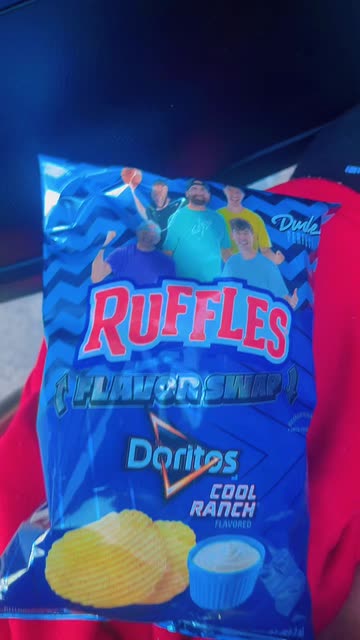 Dude
RUFFLES
FLAVOR SWAP
Doritos
COOL
RANCH
FLAVORED